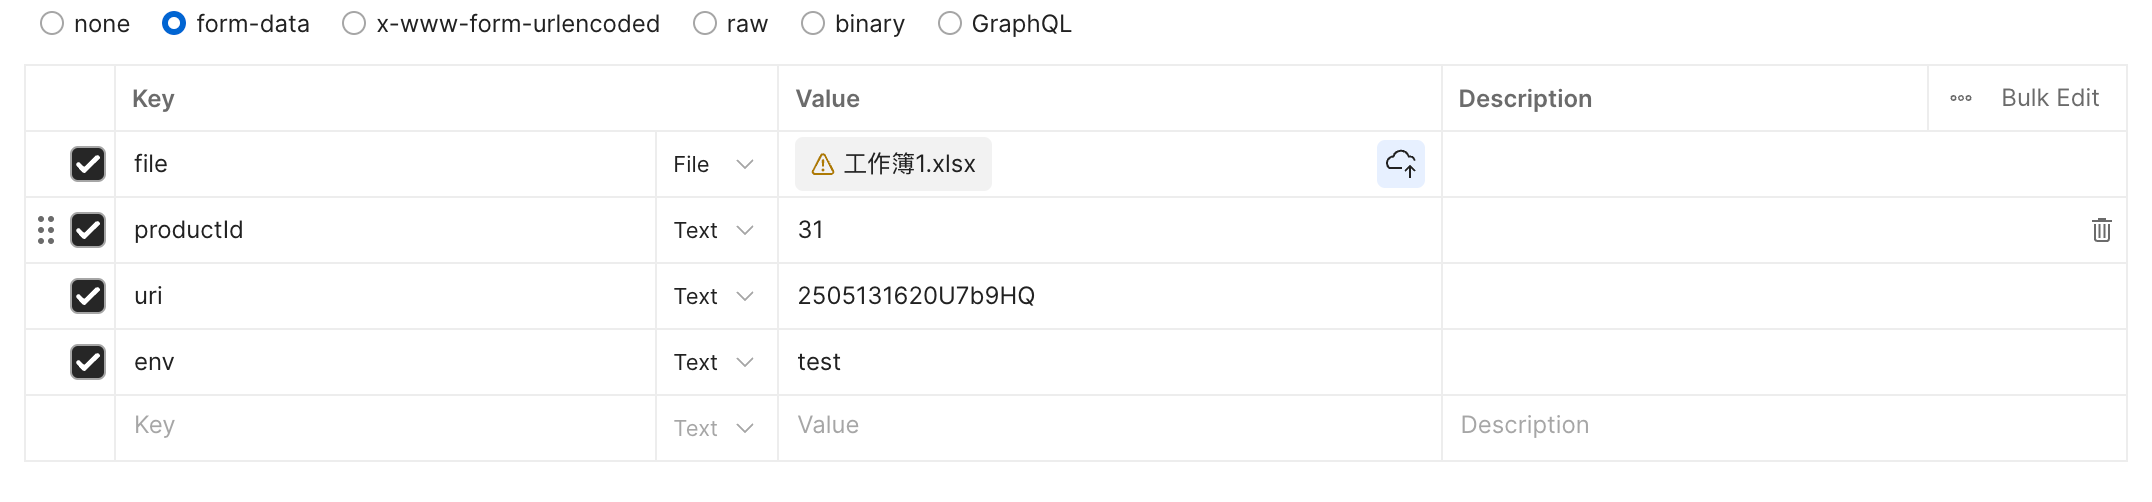 none form-data x-www-form-urlencoded raw binary GraphQL
Key Value Description Bulk Edit
file File 工作簿1.xlsx
productId Text 31
uri Text 2505131620U7b9HQ
env Text test
Key Text Value Description